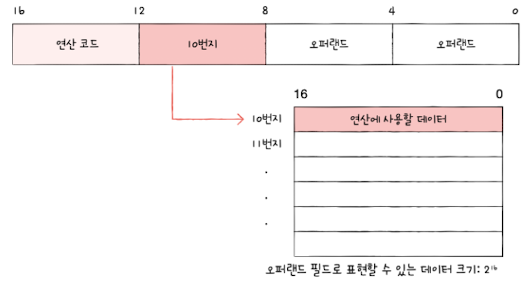 16 12 8 4 0
연산 코드 10번지 오퍼랜드 오퍼랜드
16 0
10번지 연산에 사용할 데이터
11번지
.
.
.
오퍼랜드 필드로 표현할 수 있는 데이터 크기: 2¹⁶